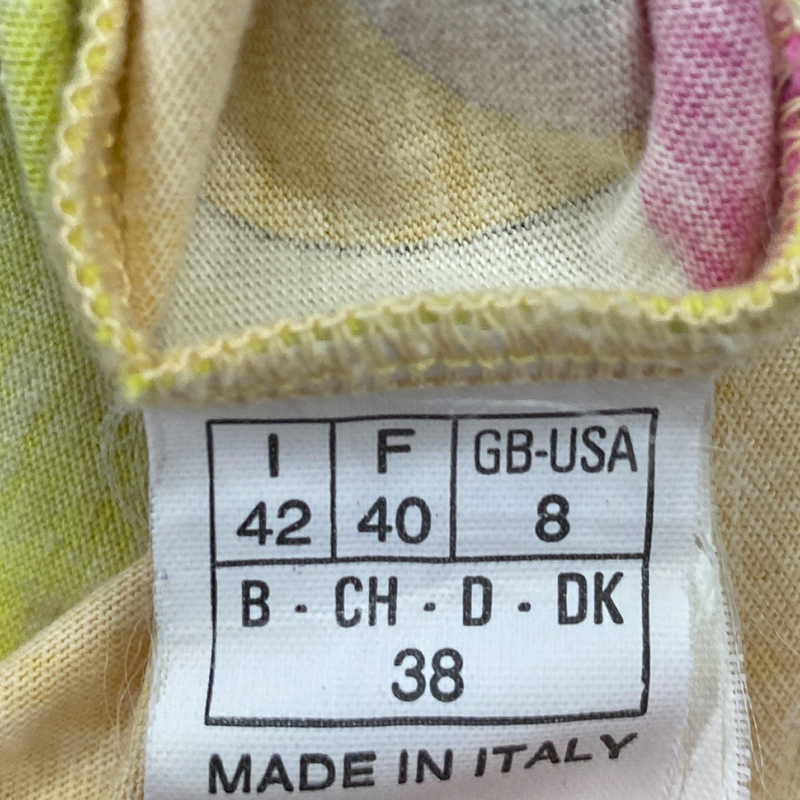 I F GB-USA
42 40 8
B - CH - D - DK
38
MADE IN ITALY